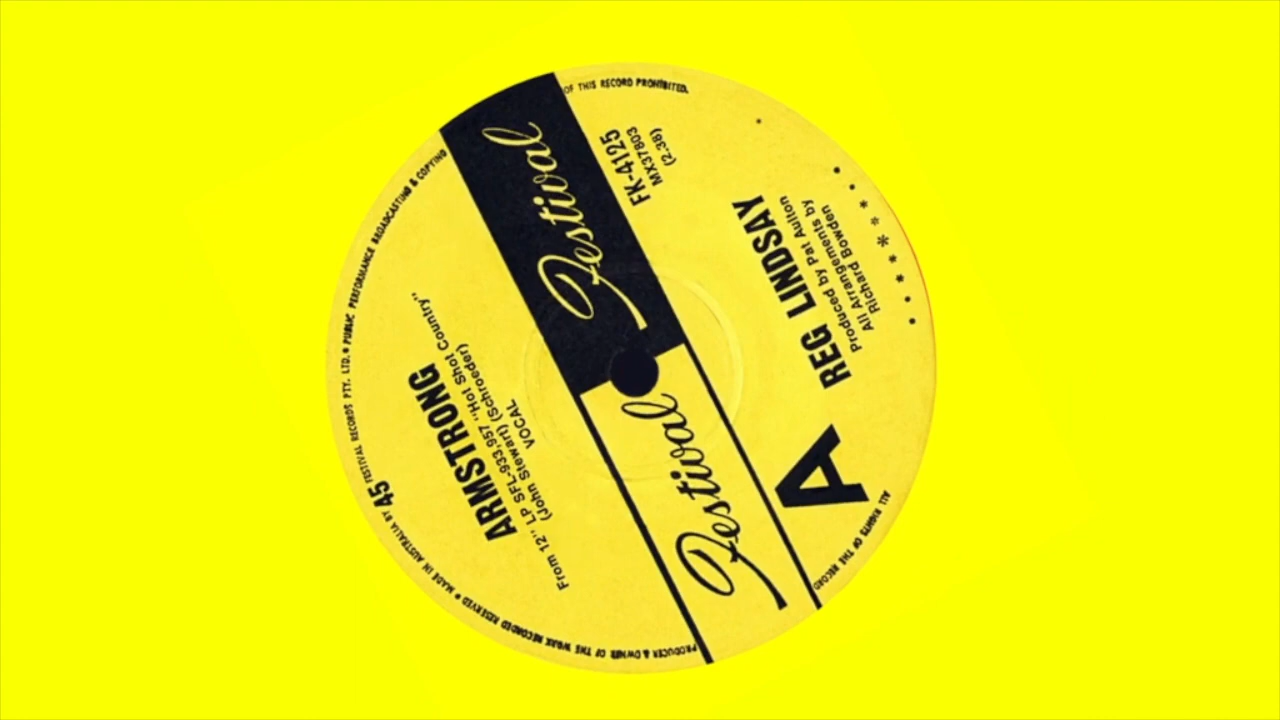 ARMSTRONG
From 12" LP SFL-933,957 "Hot Shot Country"
(John Stewart) (Schroeder)
VOCAL
Festival
Festival
FK-4125
MX37803
(2.38)
A
REG LINDSAY
Produced by Pat Aulton
All Arrangements by
Richard Bowden
ALL RIGHTS OF THE RECORD
PRODUCER & OWNER OF THE WORK RECORDED RESERVED * MADE IN AUSTRALIA BY 45 FESTIVAL RECORDS PTY. LTD. * PUBLIC PERFORMANCE BROADCASTING & COPYING
OF THIS RECORD PROHIBITED.